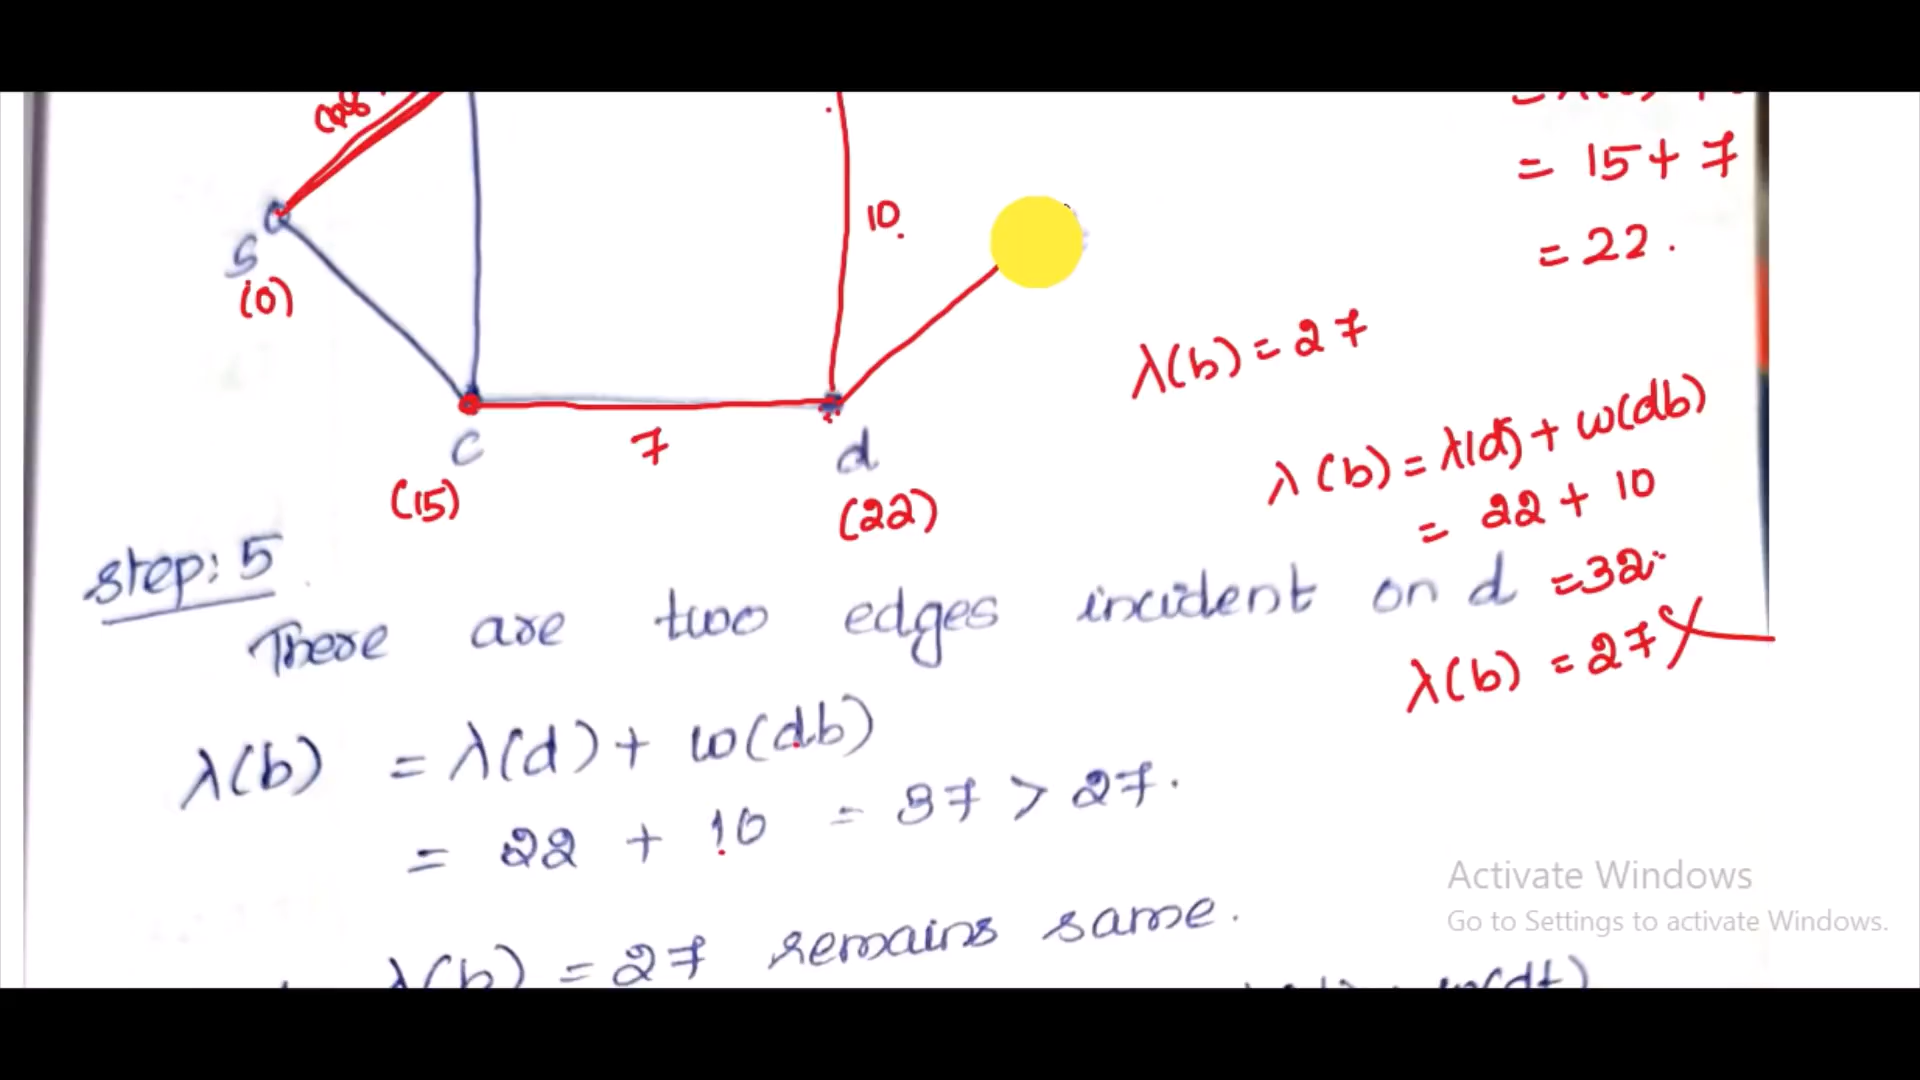 = 15 + 7
= 22.
10
S
(0)
λ(b) = 27
λ(b) = λ(d) + w(db)
= 22 + 10
= 32
λ(b) = 27
c
7
d
(15)
(22)
step: 5
There are two edges incident on d
λ(b) = λ(d) + w(db)
= 22 + 10 = 37 > 27.
λ(b) = 27 remains same.
w(dt)
Activate Windows
Go to Settings to activate Windows.